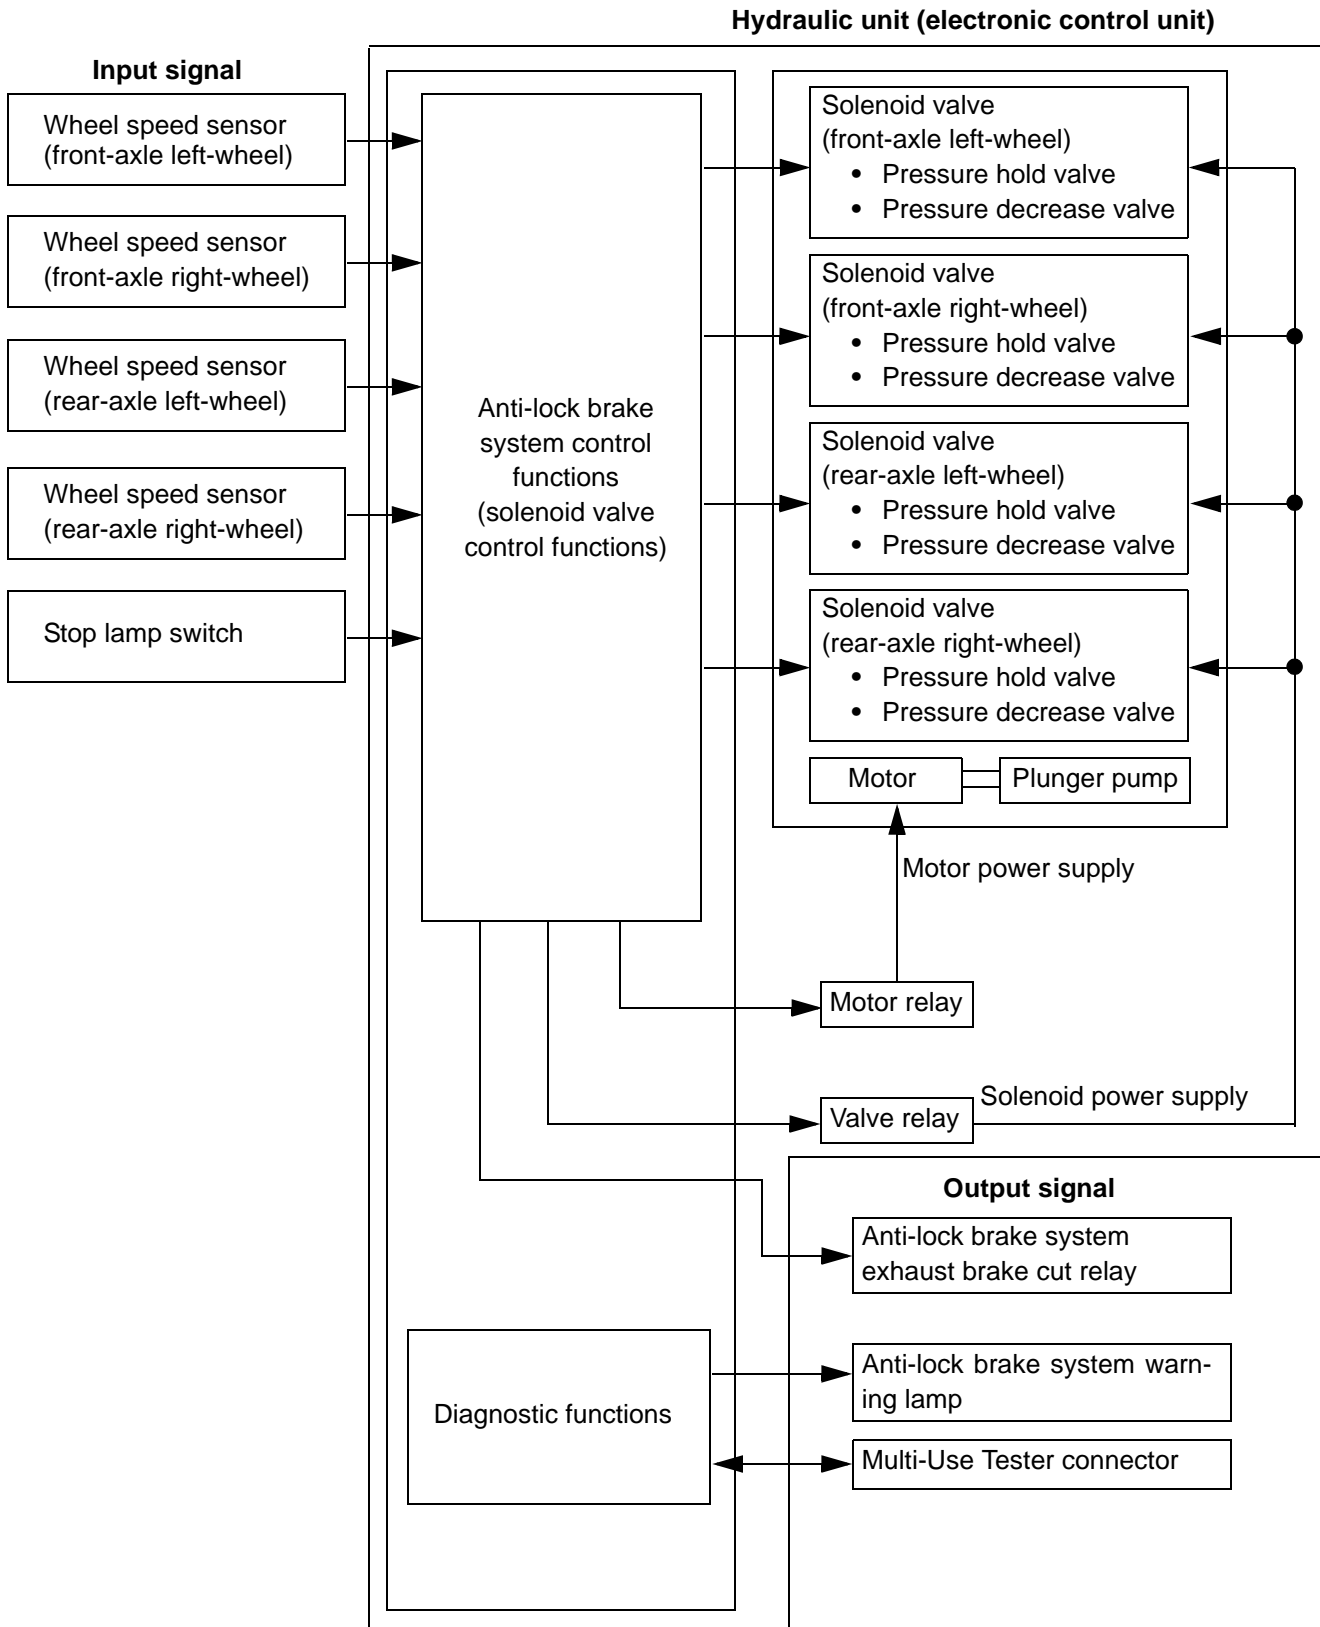 Hydraulic unit (electronic control unit)
Input signal
Wheel speed sensor
(front-axle left-wheel)
Wheel speed sensor
(front-axle right-wheel)
Wheel speed sensor
(rear-axle left-wheel)
Wheel speed sensor
(rear-axle right-wheel)
Stop lamp switch
Anti-lock brake
system control
functions
(solenoid valve
control functions)
Solenoid valve
(front-axle left-wheel)
• Pressure hold valve
• Pressure decrease valve
Solenoid valve
(front-axle right-wheel)
• Pressure hold valve
• Pressure decrease valve
Solenoid valve
(rear-axle left-wheel)
• Pressure hold valve
• Pressure decrease valve
Solenoid valve
(rear-axle right-wheel)
• Pressure hold valve
• Pressure decrease valve
Motor
Plunger pump
Motor power supply
Motor relay
Valve relay
Solenoid power supply
Output signal
Anti-lock brake system
exhaust brake cut relay
Anti-lock brake system warn-
ing lamp
Diagnostic functions
Multi-Use Tester connector